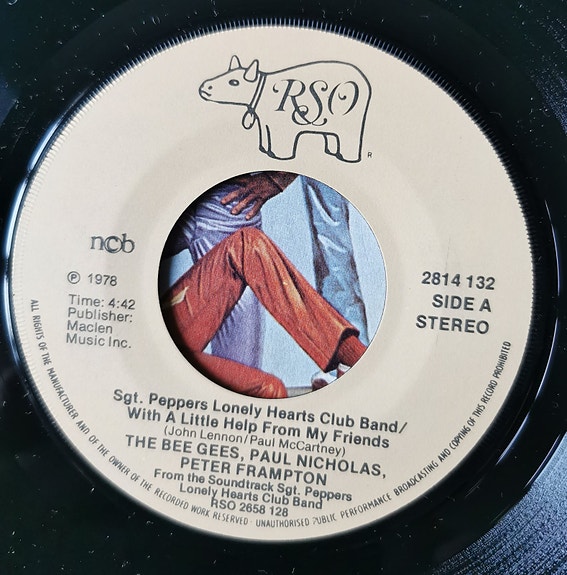 RSO
R
ncb
℗ 1978
Time: 4:42
Publisher:
Maclen
Music Inc.
2814 132
SIDE A
STEREO
Sgt. Peppers Lonely Hearts Club Band/
With A Little Help From My Friends
(John Lennon/Paul McCartney)
THE BEE GEES, PAUL NICHOLAS,
PETER FRAMPTON
From the Soundtrack Sgt. Peppers
Lonely Hearts Club Band
RSO 2658 128
ALL RIGHTS OF THE MANUFACTURER AND OF THE OWNER OF THE RECORDED WORK RESERVED · UNAUTHORISED PUBLIC PERFORMANCE BROADCASTING AND COPYING OF THIS RECORD PROHIBITED